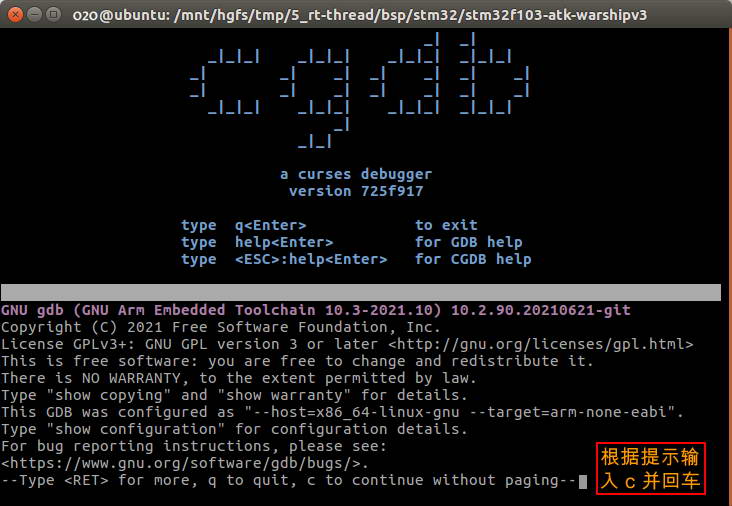 o2o@ubuntu: /mnt/hgfs/tmp/5_rt-thread/bsp/stm32/stm32f103-atk-warshipv3
cgdb
a curses debugger
version 725f917
type q<Enter> to exit
type help<Enter> for GDB help
type <ESC>:help<Enter> for CGDB help
GNU gdb (GNU Arm Embedded Toolchain 10.3-2021.10) 10.2.90.20210621-git
Copyright (C) 2021 Free Software Foundation, Inc.
License GPLv3+: GNU GPL version 3 or later <http://gnu.org/licenses/gpl.html>
This is free software: you are free to change and redistribute it.
There is NO WARRANTY, to the extent permitted by law.
Type "show copying" and "show warranty" for details.
This GDB was configured as "--host=x86_64-linux-gnu --target=arm-none-eabi".
Type "show configuration" for configuration details.
For bug reporting instructions, please see:
<https://www.gnu.org/software/gdb/bugs/>.
--Type <RET> for more, q to quit, c to continue without paging--
根据提示输
入 c 并回车